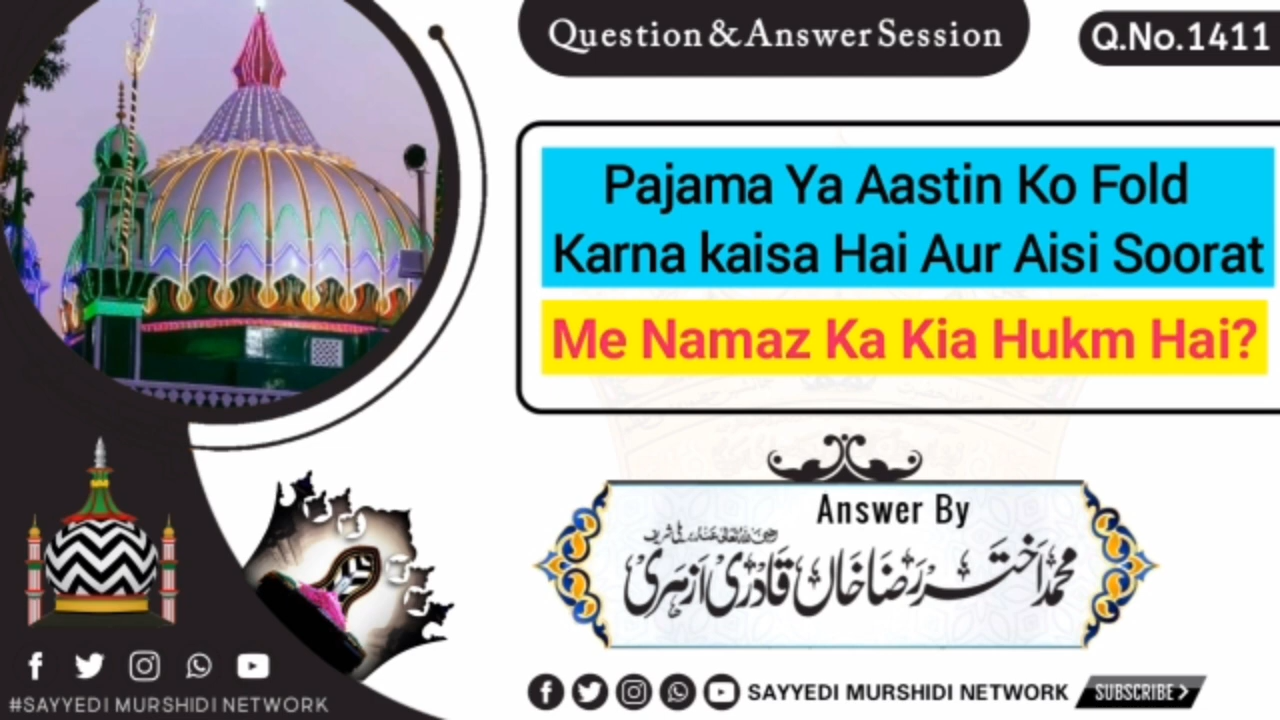 Question & Answer Session
Q.No.1411
Pajama Ya Aastin Ko Fold
Karna kaisa Hai Aur Aisi Soorat
Me Namaz Ka Kia Hukm Hai?
Answer By
محمد اختر رضا خاں قادری ازہری
#SAYYEDI MURSHIDI NETWORK
SAYYEDI MURSHIDI NETWORK
SUBSCRIBE